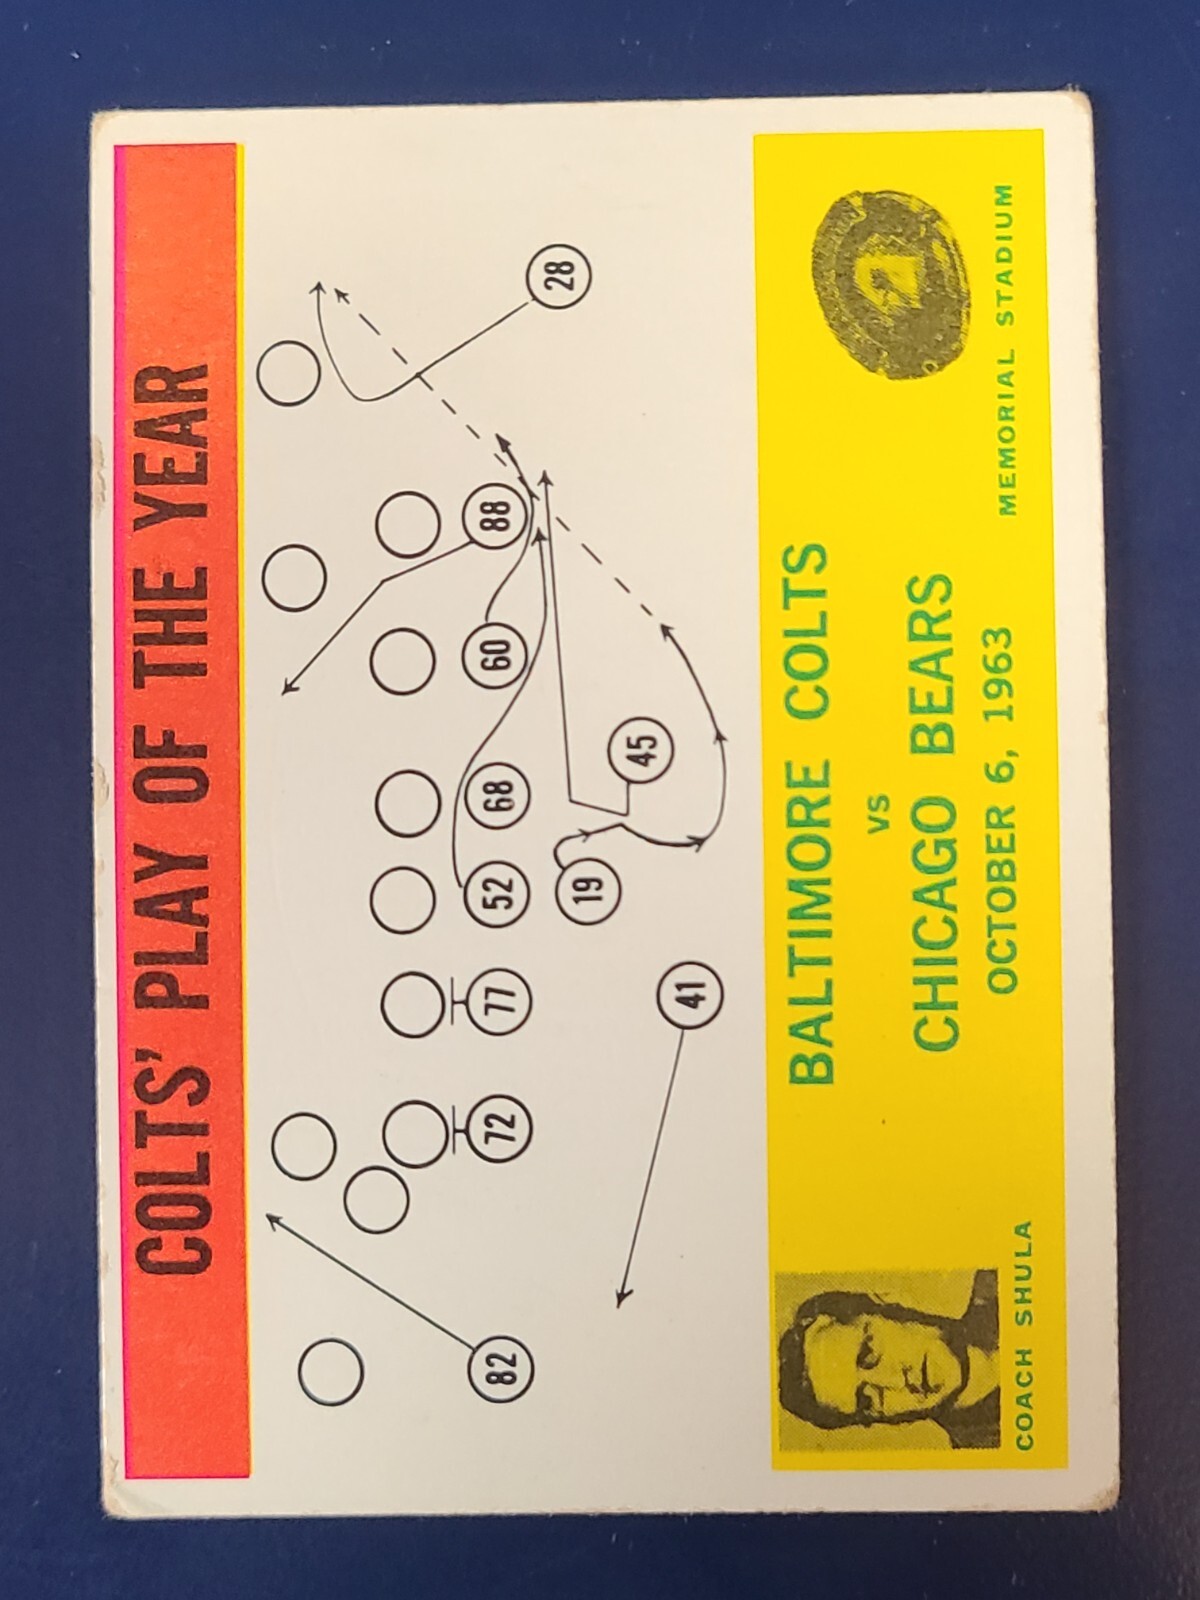 COLTS' PLAY OF THE YEAR
82
72
77
52
68
60
88
28
19
45
41
BALTIMORE COLTS
VS
CHICAGO BEARS
OCTOBER 6, 1963
COACH SHULA
MEMORIAL STADIUM